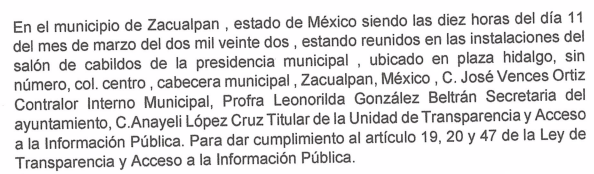 En el municipio de Zacualpan , estado de México siendo las diez horas del día 11
del mes de marzo del dos mil veinte dos , estando reunidos en las instalaciones del
salón de cabildos de la presidencia municipal , ubicado en plaza hidalgo, sin
número, col. centro , cabecera municipal , Zacualpan, México , C. José Vences Ortiz
Contralor Interno Municipal, Profra Leonorilda González Beltrán Secretaria del
ayuntamiento, C.Anayeli López Cruz Titular de la Unidad de Transparencia y Acceso
a la Información Pública. Para dar cumplimiento al artículo 19, 20 y 47 de la Ley de
Transparencia y Acceso a la Información Pública.